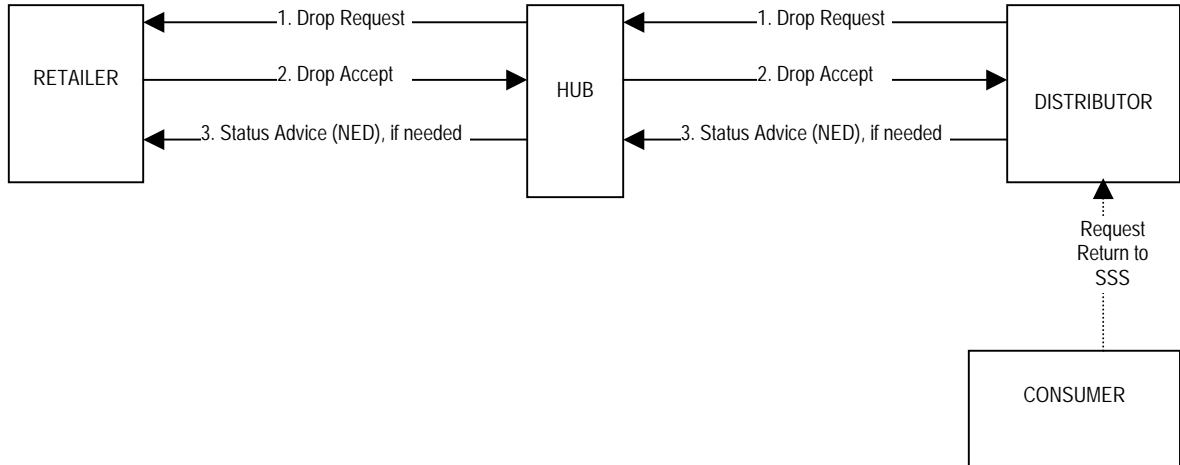 1. Drop Request
1. Drop Request
RETAILER
2. Drop Accept
HUB
2. Drop Accept
DISTRIBUTOR
3. Status Advice (NED), if needed
3. Status Advice (NED), if needed
Request
Return to
SSS
CONSUMER